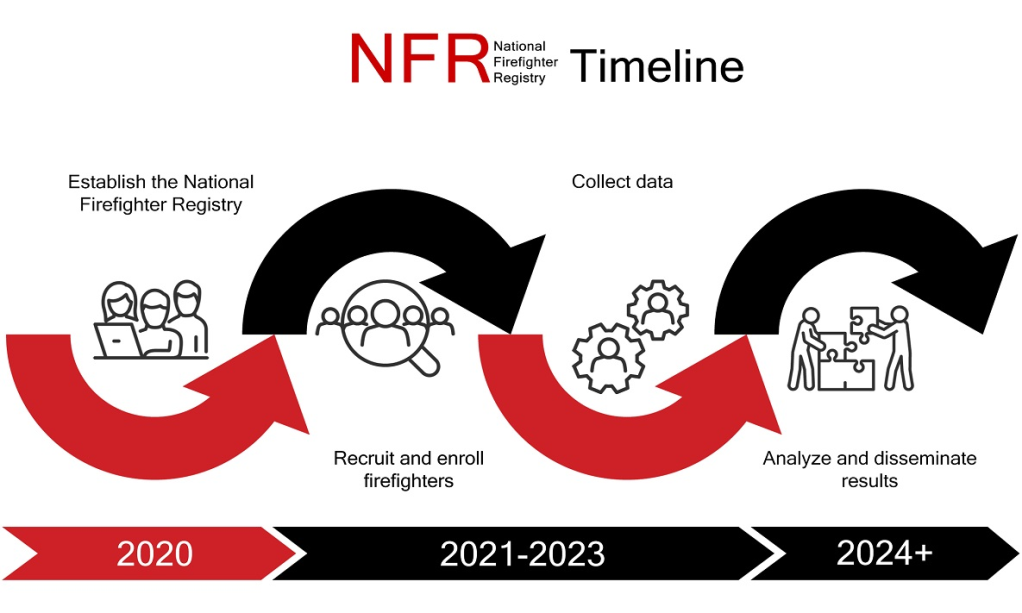 NFR National Firefighter Registry Timeline
Establish the National
Firefighter Registry
Collect data
Recruit and enroll
firefighters
Analyze and disseminate
results
2020
2021-2023
2024+